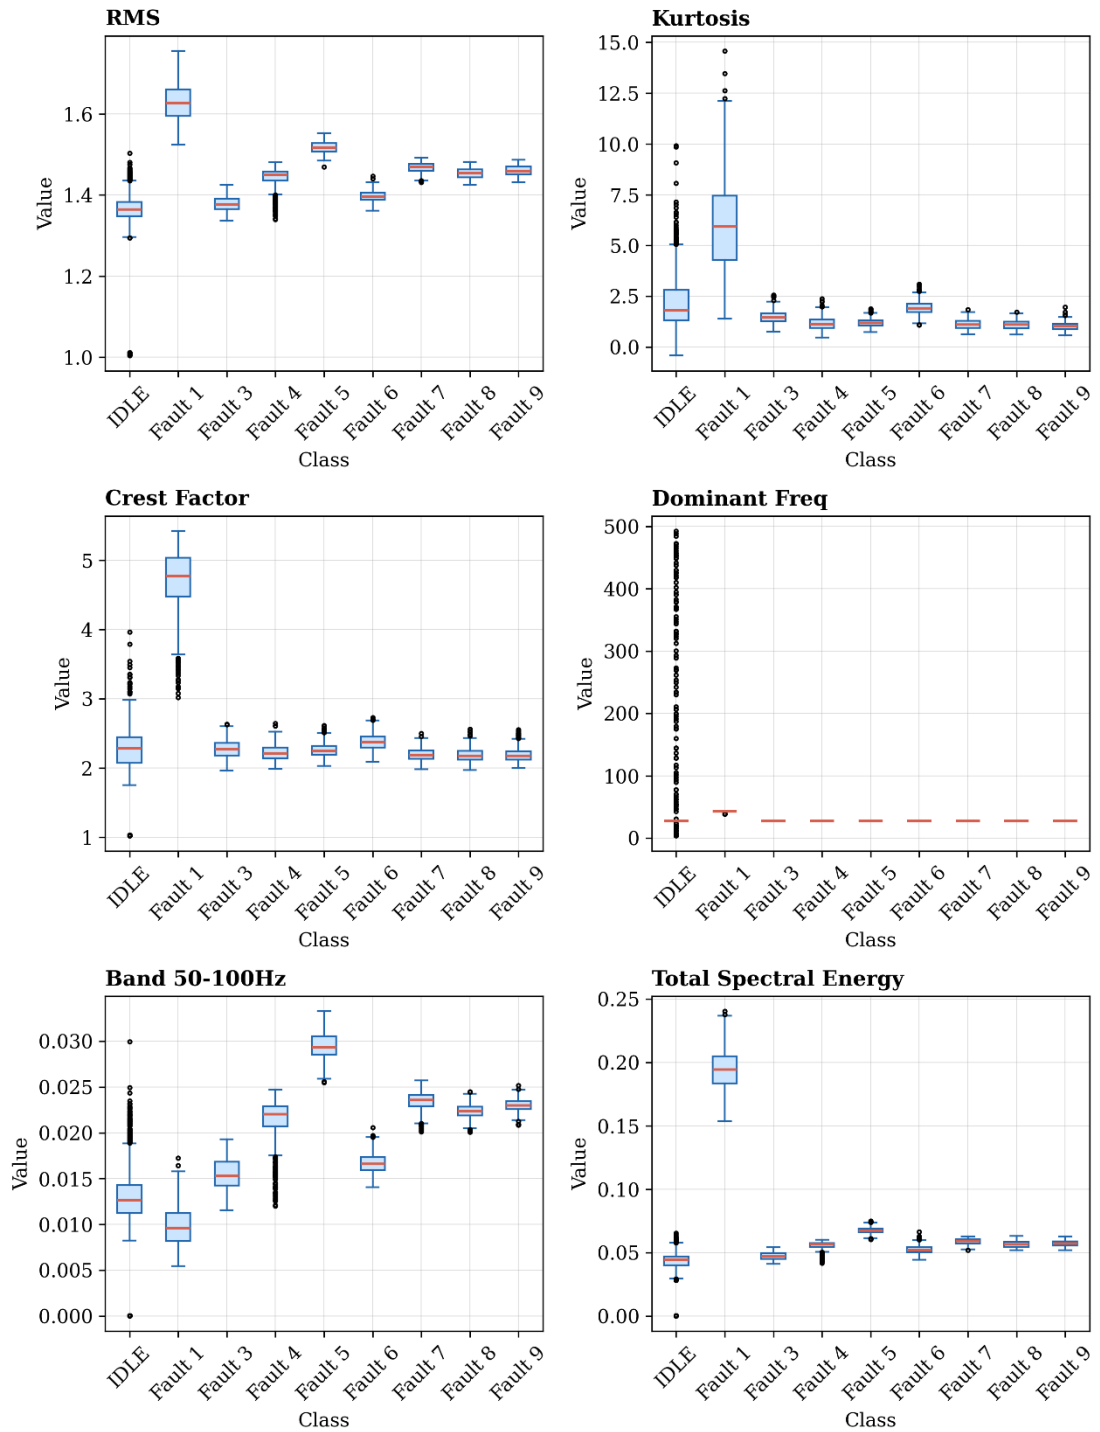 RMS
Value
1.6
1.4
1.2
1.0
IDLE
Fault 1
Fault 3
Fault 4
Fault 5
Fault 6
Fault 7
Fault 8
Fault 9
Class
Kurtosis
Value
15.0
12.5
10.0
7.5
5.0
2.5
0.0
IDLE
Fault 1
Fault 3
Fault 4
Fault 5
Fault 6
Fault 7
Fault 8
Fault 9
Class
Crest Factor
Value
5
4
3
2
1
IDLE
Fault 1
Fault 3
Fault 4
Fault 5
Fault 6
Fault 7
Fault 8
Fault 9
Class
Dominant Freq
Value
500
400
300
200
100
0
IDLE
Fault 1
Fault 3
Fault 4
Fault 5
Fault 6
Fault 7
Fault 8
Fault 9
Class
Band 50-100Hz
Value
0.030
0.025
0.020
0.015
0.010
0.005
0.000
IDLE
Fault 1
Fault 3
Fault 4
Fault 5
Fault 6
Fault 7
Fault 8
Fault 9
Class
Total Spectral Energy
Value
0.25
0.20
0.15
0.10
0.05
0.00
IDLE
Fault 1
Fault 3
Fault 4
Fault 5
Fault 6
Fault 7
Fault 8
Fault 9
Class